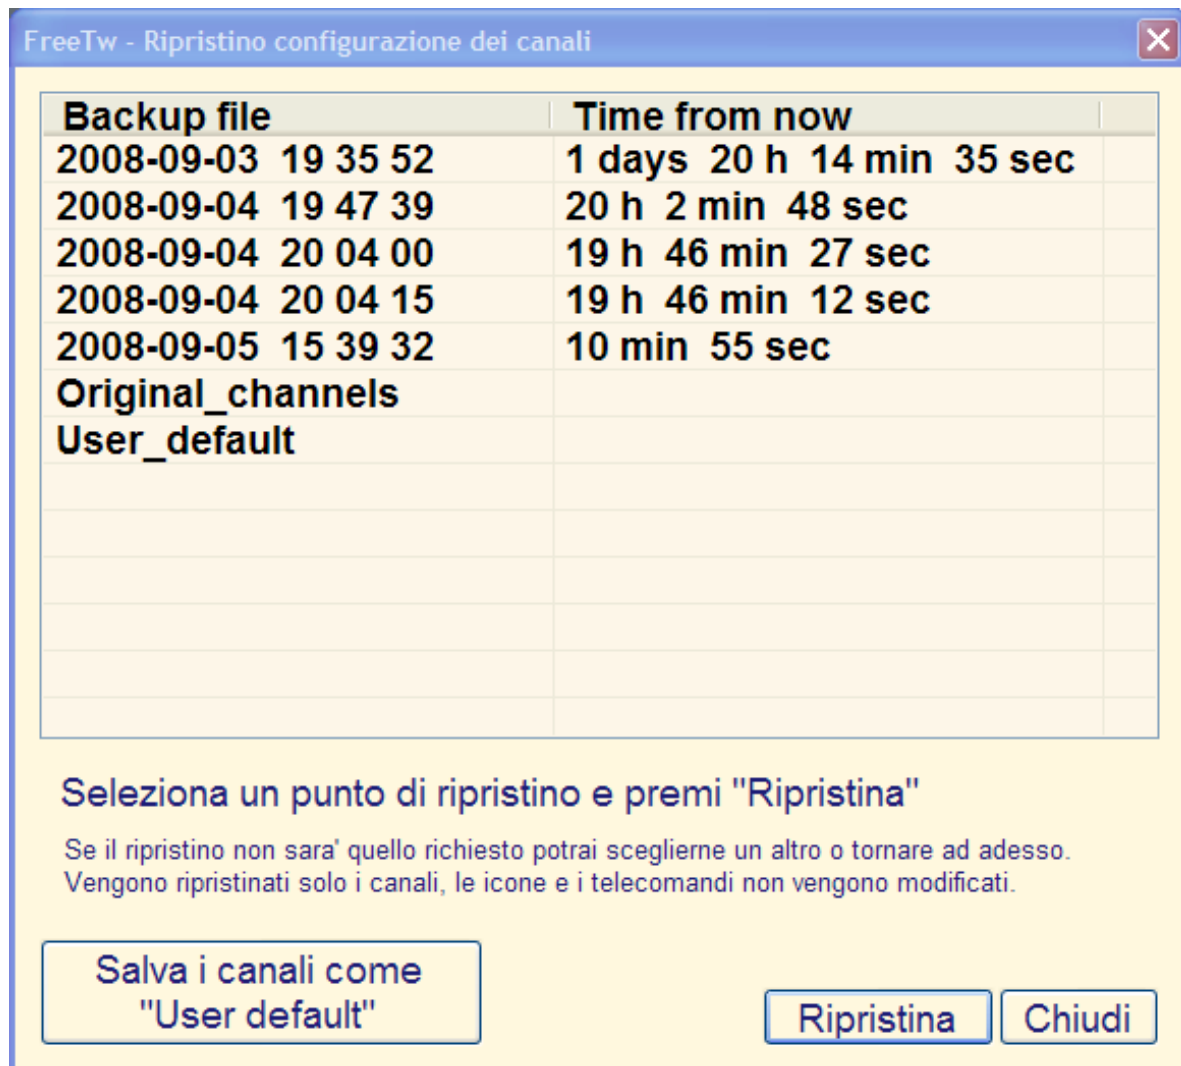 FreeTw - Ripristino configurazione dei canali
Backup file Time from now
2008-09-03 19 35 52 1 days 20 h 14 min 35 sec
2008-09-04 19 47 39 20 h 2 min 48 sec
2008-09-04 20 04 00 19 h 46 min 27 sec
2008-09-04 20 04 15 19 h 46 min 12 sec
2008-09-05 15 39 32 10 min 55 sec
Original_channels
User_default
Seleziona un punto di ripristino e premi "Ripristina"
Se il ripristino non sara' quello richiesto potrai sceglierne un altro o tornare ad adesso.
Vengono ripristinati solo i canali, le icone e i telecomandi non vengono modificati.
Salva i canali come
"User default"
Ripristina Chiudi